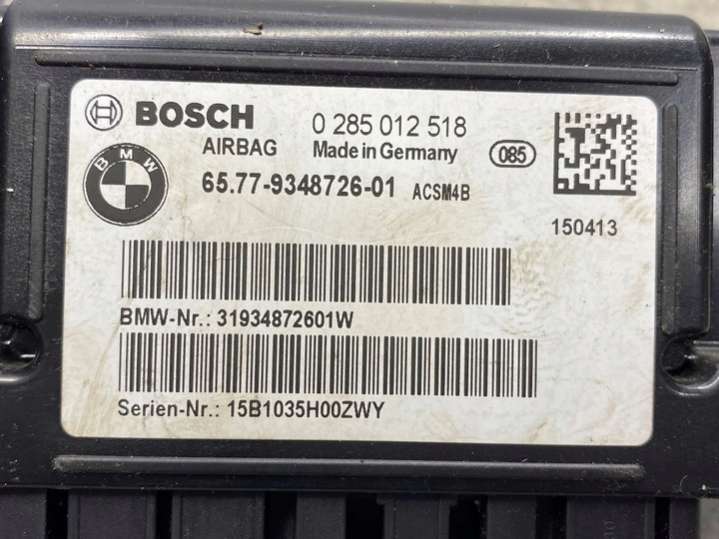 BOSCH 0 285 012 518
AIRBAG Made in Germany 085
BMW
65.77-9348726-01 ACSM4B
150413
BMW-Nr.: 31934872601W
Serien-Nr.: 15B1035H00ZWY